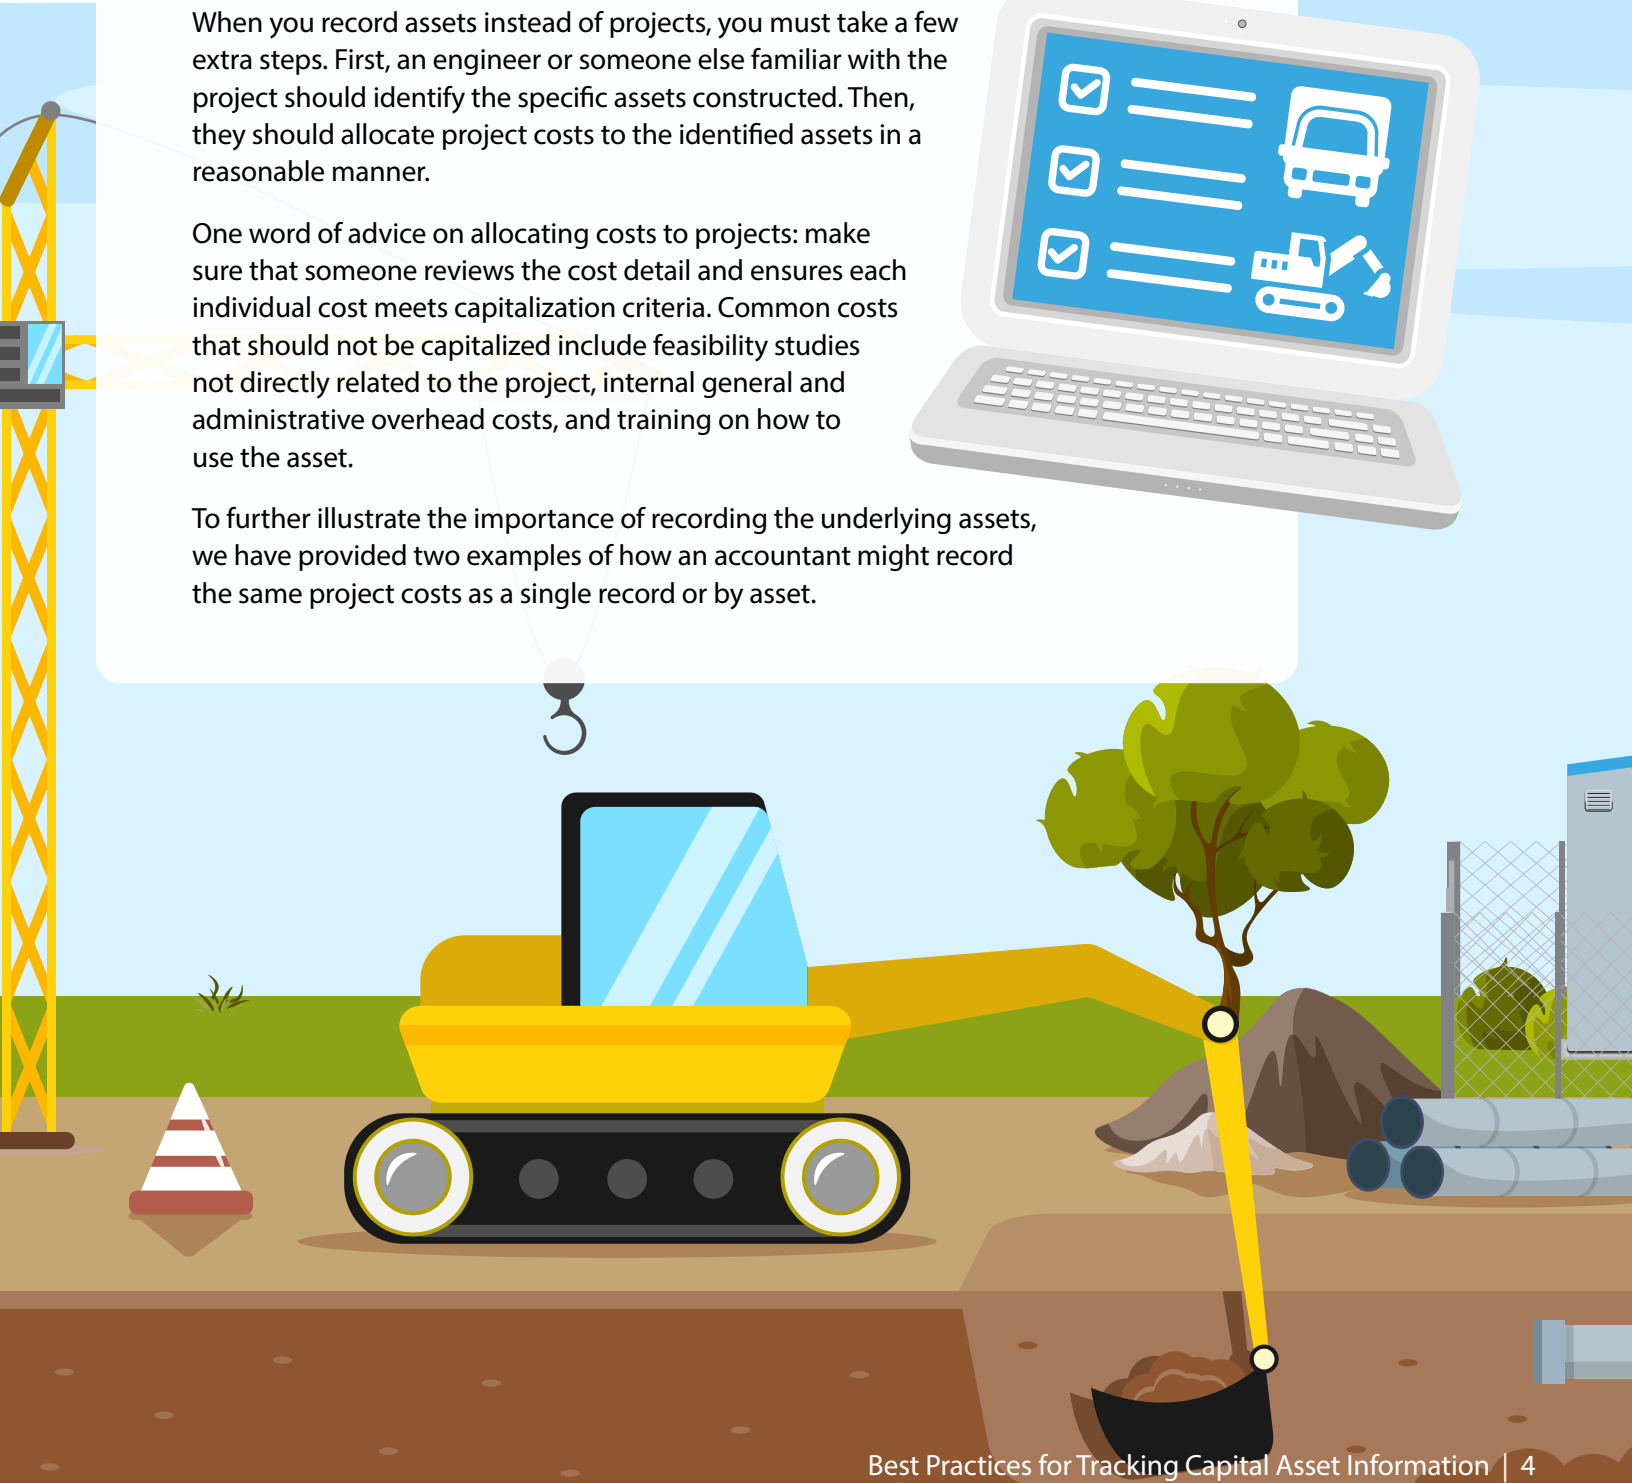 When you record assets instead of projects, you must take a few
extra steps. First, an engineer or someone else familiar with the
project should identify the specific assets constructed. Then,
they should allocate project costs to the identified assets in a
reasonable manner.
One word of advice on allocating costs to projects: make
sure that someone reviews the cost detail and ensures each
individual cost meets capitalization criteria. Common costs
that should not be capitalized include feasibility studies
not directly related to the project, internal general and
administrative overhead costs, and training on how to
use the asset.
To further illustrate the importance of recording the underlying assets,
we have provided two examples of how an accountant might record
the same project costs as a single record or by asset.
Best Practices for Tracking Capital Asset Information | 4